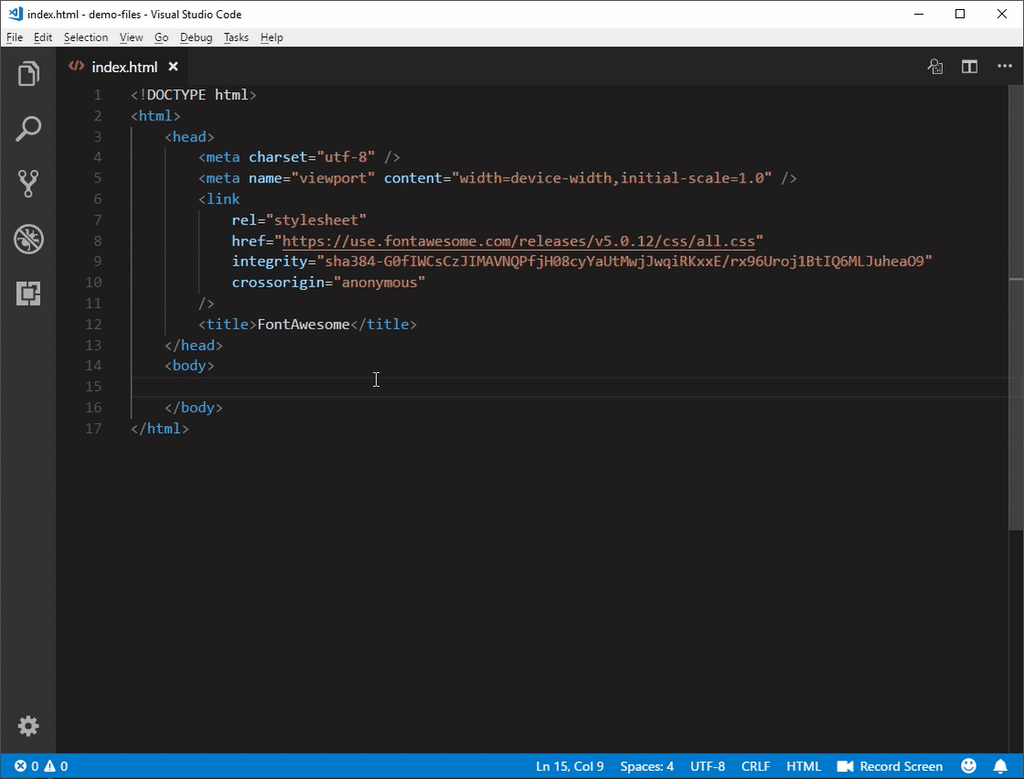 index.html - demo-files - Visual Studio Code
File Edit Selection View Go Debug Tasks Help
index.html
1 <!DOCTYPE html>
2 <html>
3 <head>
4 <meta charset="utf-8" />
5 <meta name="viewport" content="width=device-width,initial-scale=1.0" />
6 <link
7 rel="stylesheet"
8 href="https://use.fontawesome.com/releases/v5.0.12/css/all.css"
9 integrity="sha384-G0fIWCsCzJIMAVNQPfjH08cyYaUtMwjJwqiRKxxE/rx96Uroj1BtIQ6MLJuheaO9"
10 crossorigin="anonymous"
11 />
12 <title>FontAwesome</title>
13 </head>
14 <body>
15
16 </body>
17 </html>
0 0 Ln 15, Col 9 Spaces: 4 UTF-8 CRLF HTML Record Screen